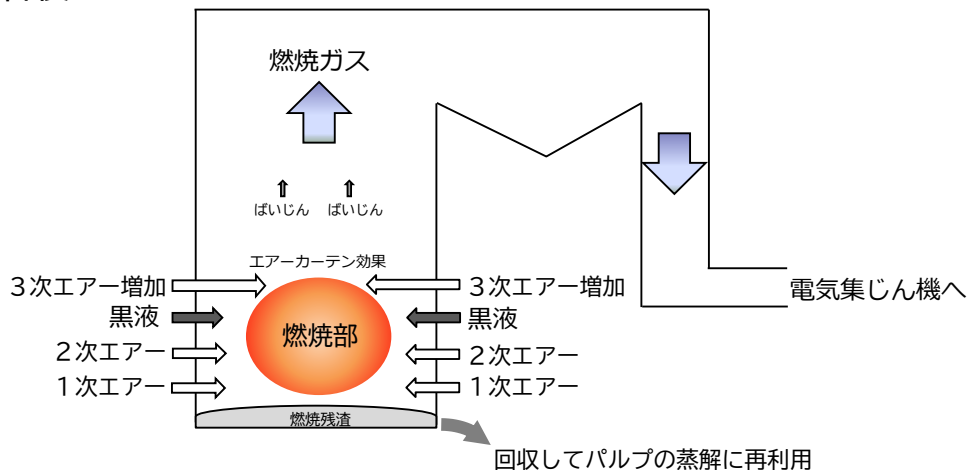 燃焼ガス
ばいじん ばいじん
エアーカーテン効果
３次エアー増加 ３次エアー増加
電気集じん機へ
黒液 燃焼部 黒液
２次エアー ２次エアー
１次エアー １次エアー
燃焼残渣
回収してパルプの蒸解に再利用